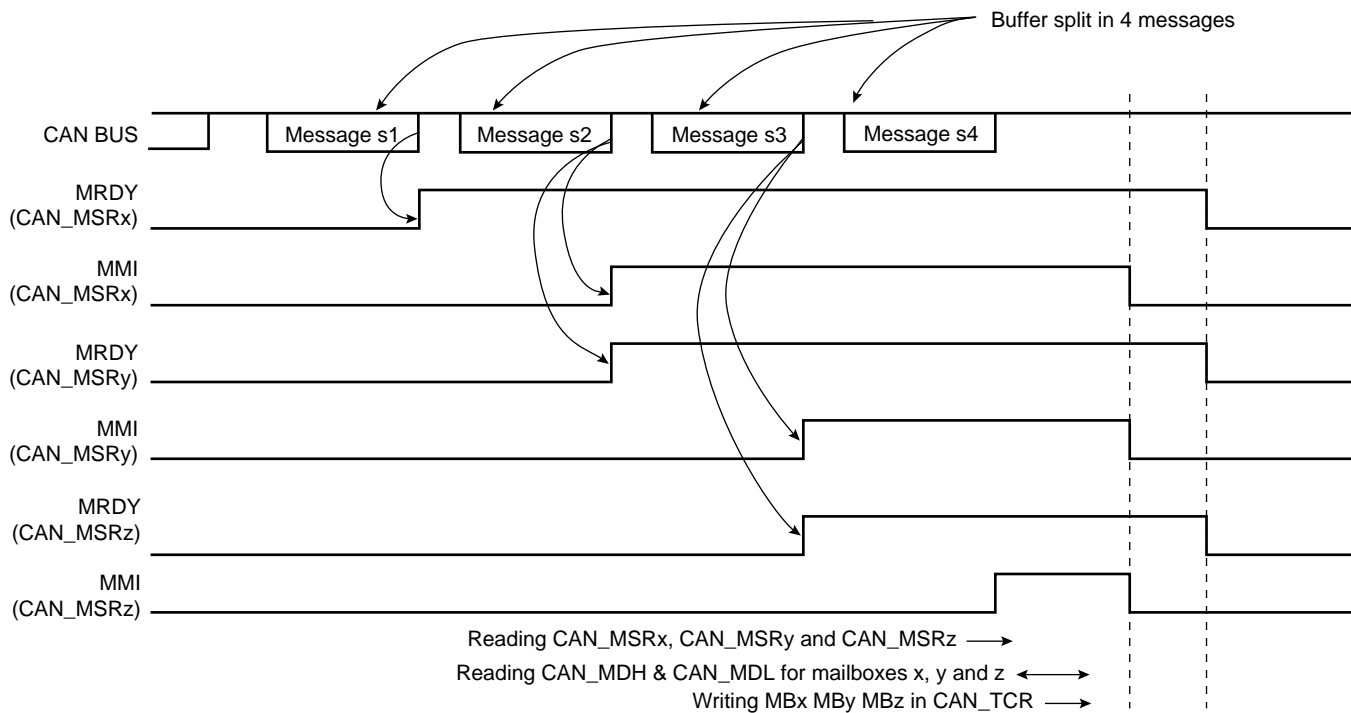 Buffer split in 4 messages
CAN BUS
Message s1
Message s2
Message s3
Message s4
MRDY
(CAN_MSRx)
MMI
(CAN_MSRx)
MRDY
(CAN_MSRy)
MMI
(CAN_MSRy)
MRDY
(CAN_MSRz)
MMI
(CAN_MSRz)
Reading CAN_MSRx, CAN_MSRy and CAN_MSRz
Reading CAN_MDH & CAN_MDL for mailboxes x, y and z
Writing MBx MBy MBz in CAN_TCR